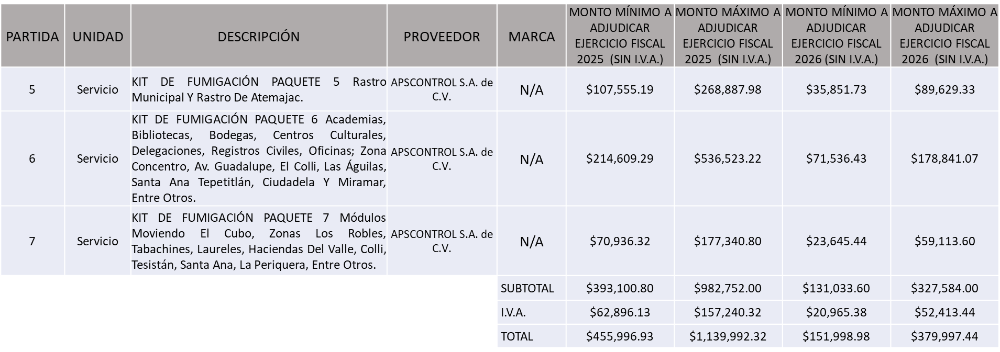 PARTIDA
UNIDAD
DESCRIPCIÓN
PROVEEDOR
MARCA
MONTO MÍNIMO A
ADJUDICAR
EJERCICIO FISCAL
2025 (SIN I.V.A.)
MONTO MÁXIMO A
ADJUDICAR
EJERCICIO FISCAL
2025 (SIN I.V.A.)
MONTO MÍNIMO A
ADJUDICAR
EJERCICIO FISCAL
2026 (SIN I.V.A.)
MONTO MÁXIMO A
ADJUDICAR
EJERCICIO FISCAL
2026 (SIN I.V.A.)
5
Servicio
KIT DE FUMIGACIÓN PAQUETE 5 Rastro
Municipal Y Rastro De Atemajac.
APSCONTROL S.A. de
C.V.
N/A
$107,555.19
$268,887.98
$35,851.73
$89,629.33
6
Servicio
KIT DE FUMIGACIÓN PAQUETE 6 Academias,
Bibliotecas, Bodegas, Centros Culturales,
Delegaciones, Registros Civiles, Oficinas; Zona
Concentro, Av. Guadalupe, El Colli, Las Águilas,
Santa Ana Tepetitlán, Ciudadela Y Miramar,
Entre Otros.
APSCONTROL S.A. de
C.V.
N/A
$214,609.29
$536,523.22
$71,536.43
$178,841.07
7
Servicio
KIT DE FUMIGACIÓN PAQUETE 7 Módulos
Moviendo El Cubo, Zonas Los Robles,
Tabachines, Laureles, Haciendas Del Valle, Colli,
Tesistán, Santa Ana, La Periquera, Entre Otros.
APSCONTROL S.A. de
C.V.
N/A
$70,936.32
$177,340.80
$23,645.44
$59,113.60
SUBTOTAL
$393,100.80
$982,752.00
$131,033.60
$327,584.00
I.V.A.
$62,896.13
$157,240.32
$20,965.38
$52,413.44
TOTAL
$455,996.93
$1,139,992.32
$151,998.98
$379,997.44